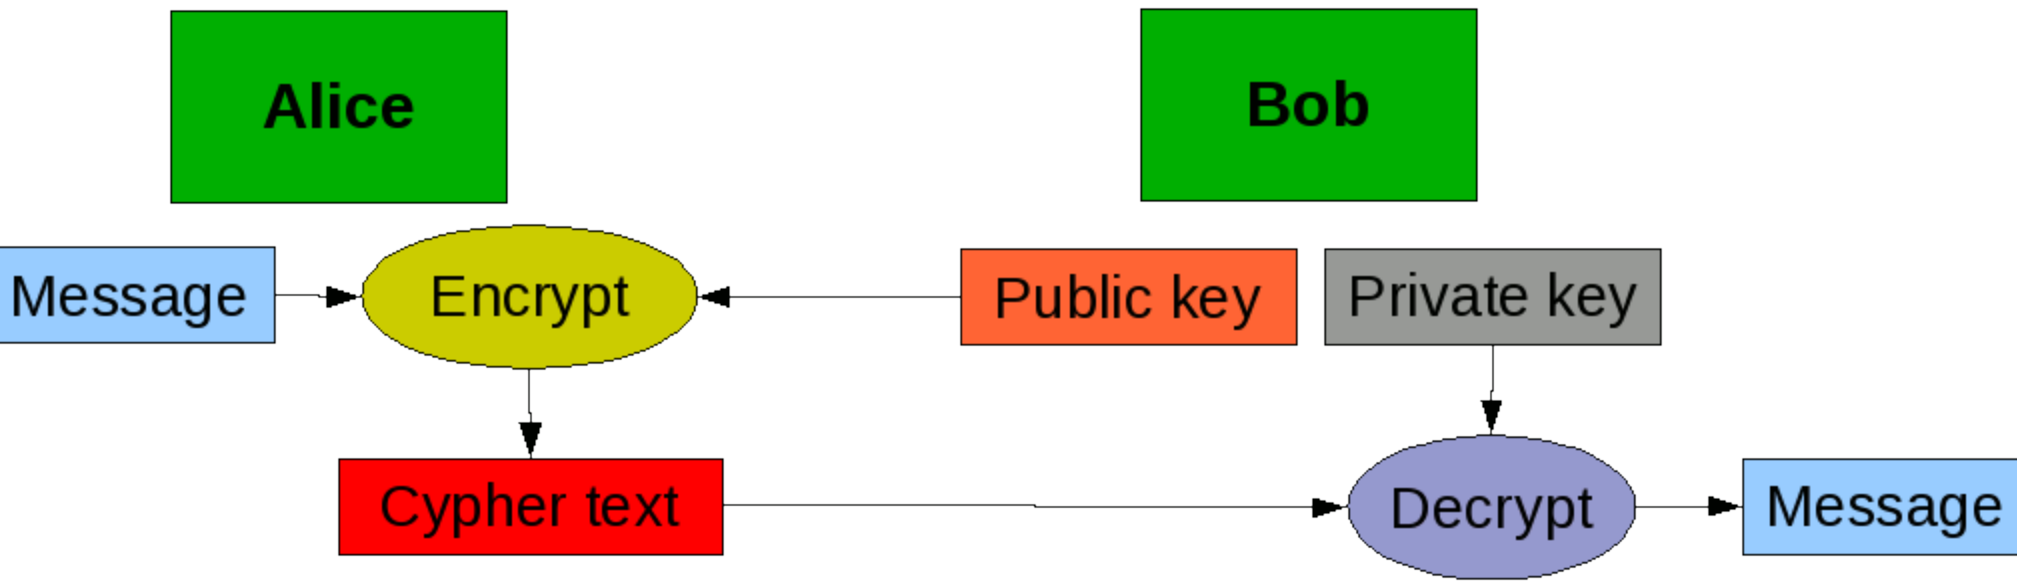 Alice
Bob
Message
Encrypt
Public key
Private key
Cypher text
Decrypt
Message